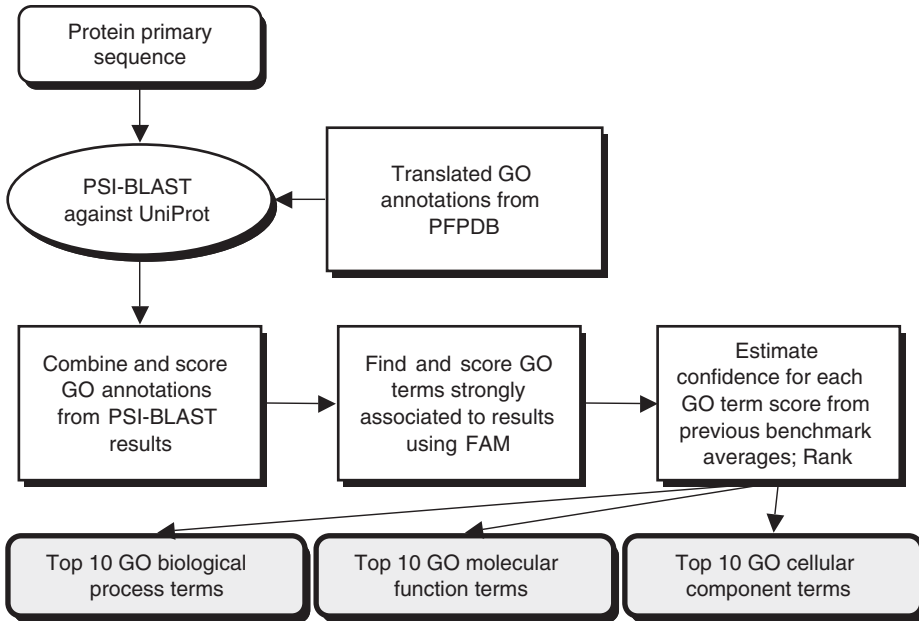 Protein primary
sequence
PSI-BLAST
against UniProt
Translated GO
annotations from
PFPDB
Combine and score
GO annotations
from PSI-BLAST
results
Find and score GO
terms strongly
associated to results
using FAM
Estimate
confidence for each
GO term score from
previous benchmark
averages; Rank
Top 10 GO biological
process terms
Top 10 GO molecular
function terms
Top 10 GO cellular
component terms